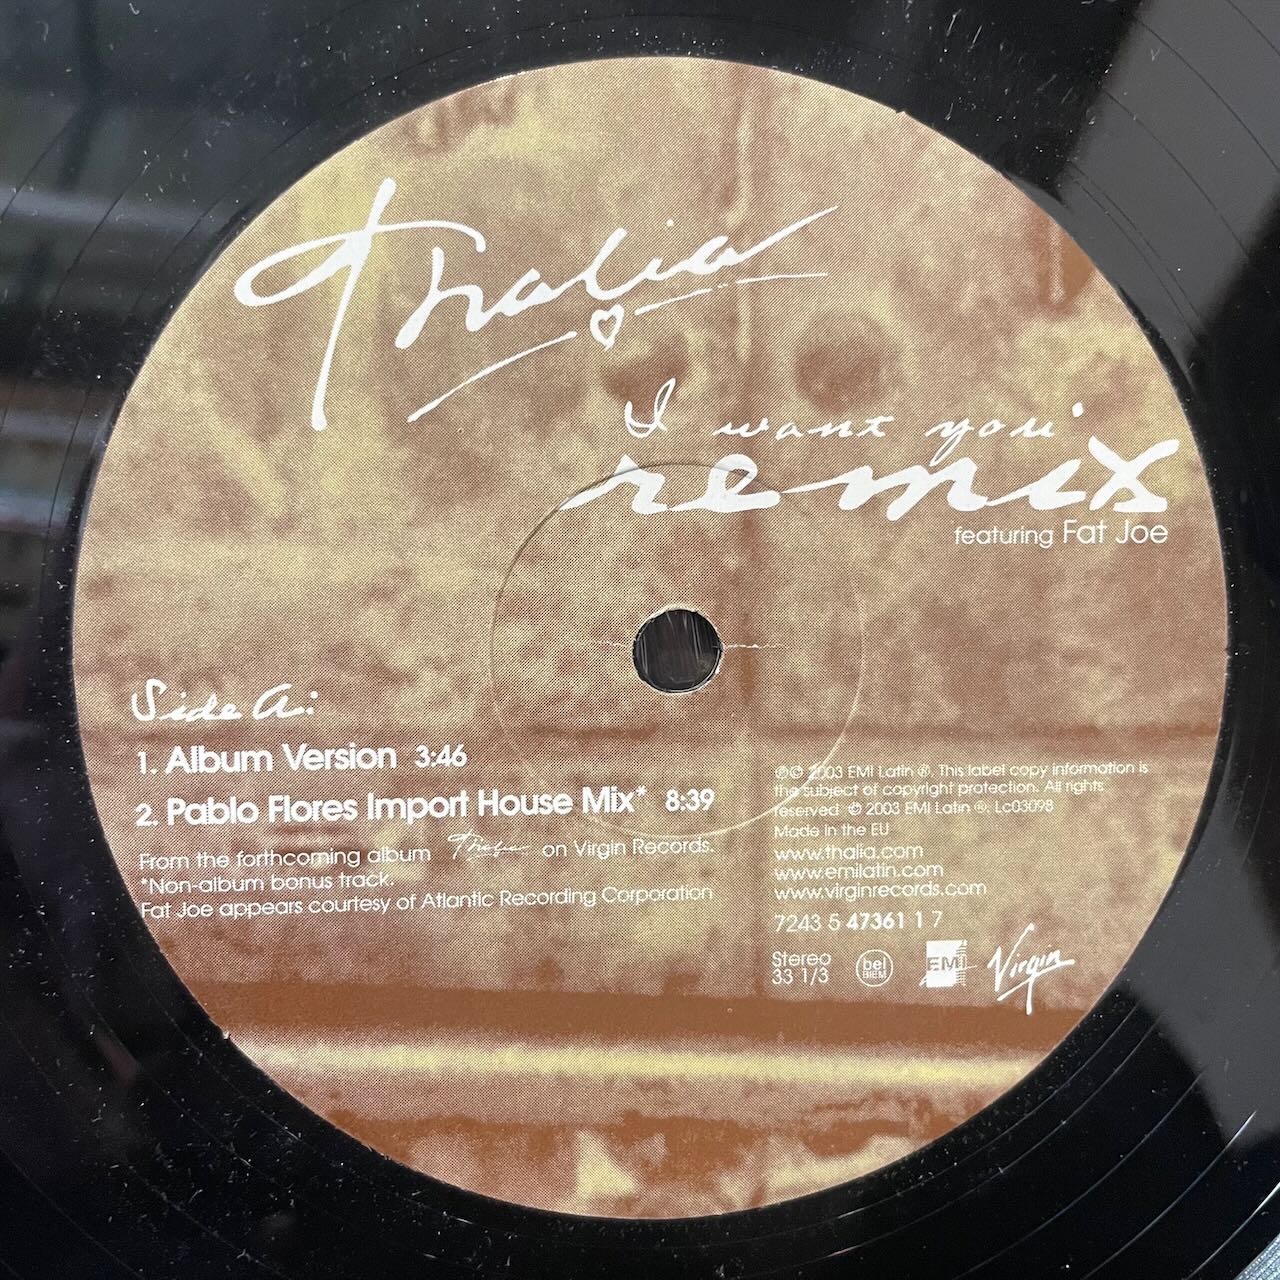 Thalia
I want you
remix
featuring Fat Joe
Side A:
1. Album Version 3:46
2. Pablo Flores Import House Mix* 8:39
From the forthcoming album Thalia on Virgin Records.
*Non-album bonus track.
Fat Joe appears courtesy of Atlantic Recording Corporation
℗© 2003 EMI Latin ®. This label copy information is
the subject of copyright protection. All rights
reserved © 2003 EMI Latin ®. Lc03098
Made in the EU
www.thalia.com
www.emilatin.com
www.virginrecords.com
7243 5 47361 1 7
Stereo
33 1/3
bel
BIEM
EMI
Virgin